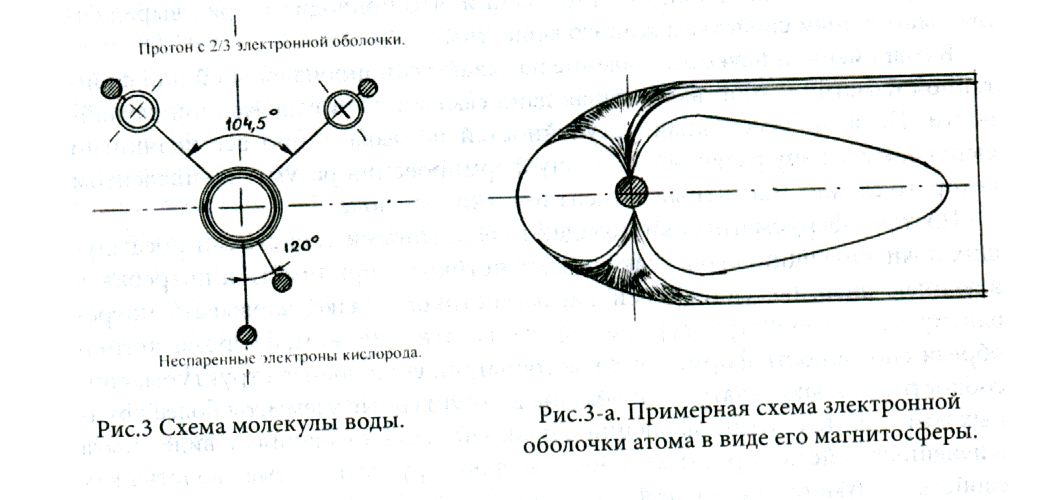 Протон с 2/3 электронной оболочки.
104,5°
120°
Неспаренные электроны кислорода.
Рис.3 Схема молекулы воды.
Рис.3-а. Примерная схема злектронной
оболочки атома в виде его магнитосферы.